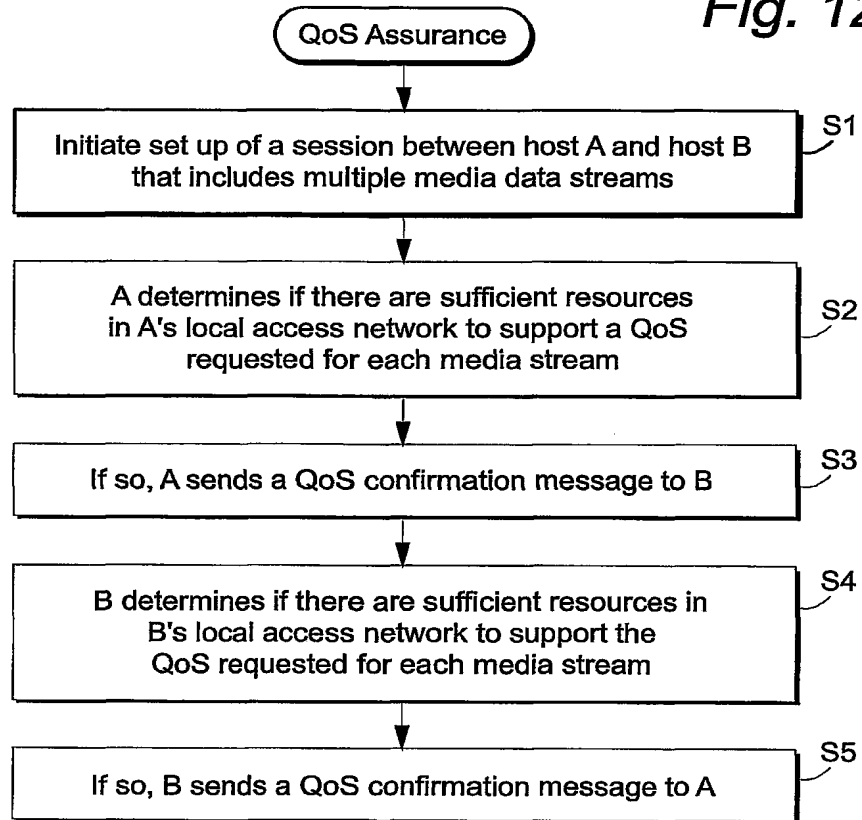 Fig. 12
QoS Assurance
S1
Initiate set up of a session between host A and host B
that includes multiple media data streams
S2
A determines if there are sufficient resources
in A's local access network to support a QoS
requested for each media stream
S3
If so, A sends a QoS confirmation message to B
S4
B determines if there are sufficient resources in
B's local access network to support the
QoS requested for each media stream
S5
If so, B sends a QoS confirmation message to A